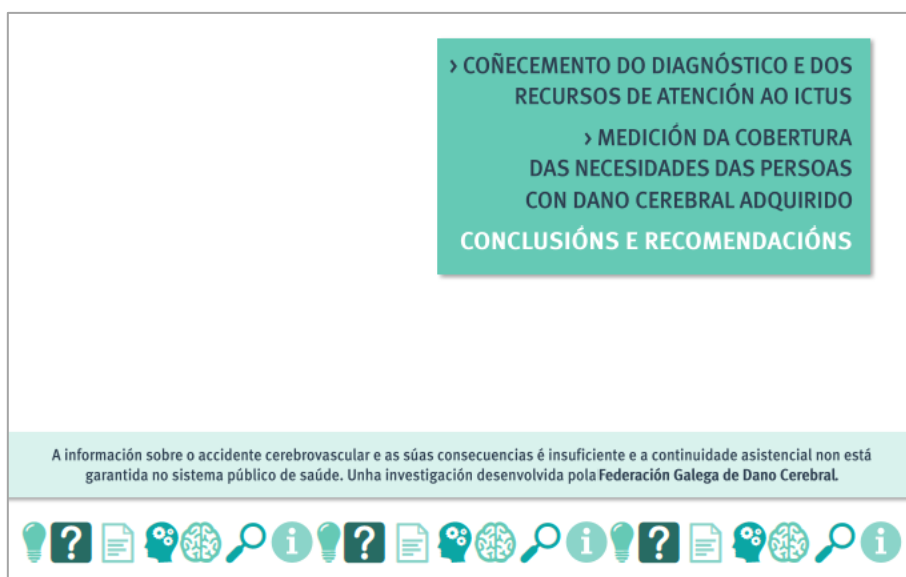 › COÑECEMENTO DO DIAGNÓSTICO E DOS
RECURSOS DE ATENCIÓN AO ICTUS
› MEDICIÓN DA COBERTURA
DAS NECESIDADES DAS PERSOAS
CON DANO CEREBRAL ADQUIRIDO
CONCLUSIÓNS E RECOMENDACIÓNS
A información sobre o accidente cerebrovascular e as súas consecuencias é insuficiente e a continuidade asistencial non está
garantida no sistema público de saúde. Unha investigación desenvolvida pola Federación Galega de Dano Cerebral.